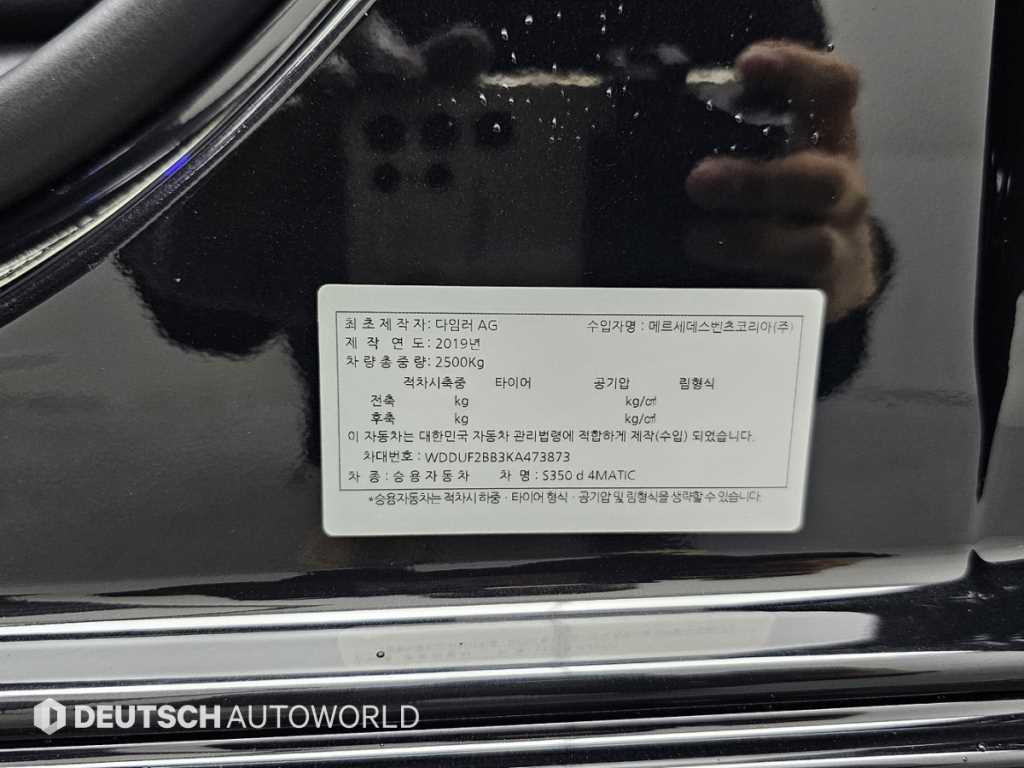 최초제작자: 다임러 AG 수입자명 : 메르세데스벤츠코리아(주)
제 작 연 도: 2019년
차량총중량: 2500Kg
적차시축중 타이어 공기압 림형식
전축 kg kg/㎠
후축 kg kg/㎠
이 자동차는 대한민국 자동차 관리법령에 적합하게 제작(수입) 되었습니다.
차대번호 : WDDUF2BB3KA473873
차 종 : 승용자동차 차 명 : S350 d 4MATIC
*승용자동차는 적차시 하중 · 타이어 형식 · 공기압 및 림형식을 생략할 수 있습니다.
DEUTSCH AUTOWORLD